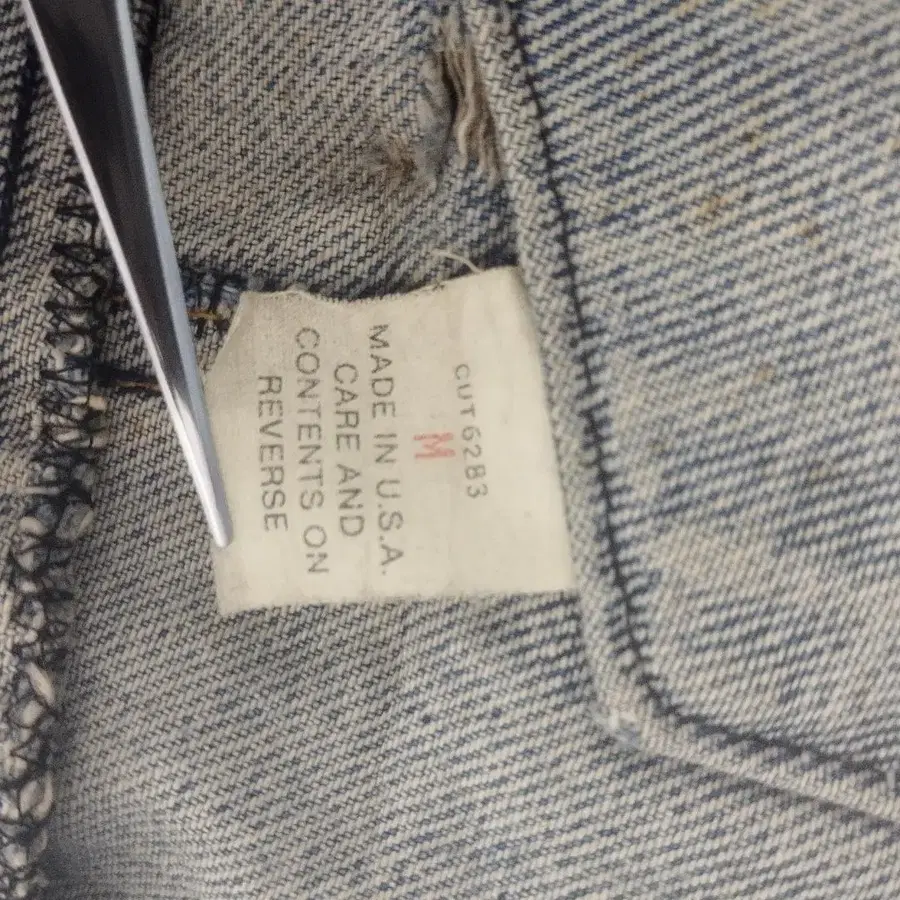 CUT6283
M
MADE IN U.S.A.
CARE AND
CONTENTS ON
REVERSE